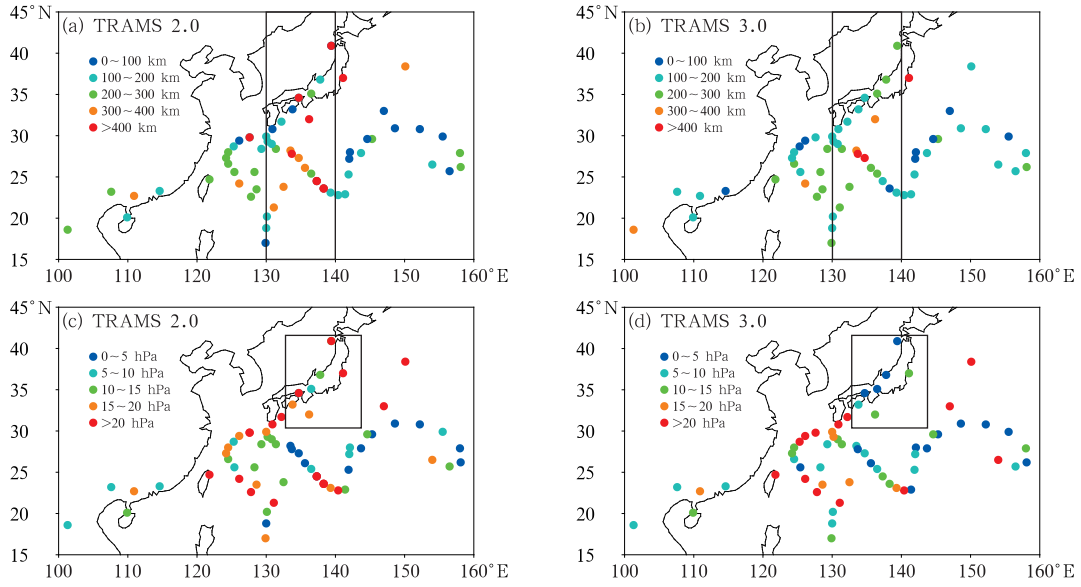 45°N
(a) TRAMS 2.0
0~100 km
100~200 km
200~300 km
300~400 km
>400 km
40
35
30
25
20
15
100 110 120 130 140 150 160°E
45°N
(b) TRAMS 3.0
0~100 km
100~200 km
200~300 km
300~400 km
>400 km
40
35
30
25
20
15
100 110 120 130 140 150 160°E
45°N
(c) TRAMS 2.0
0~5 hPa
5~10 hPa
10~15 hPa
15~20 hPa
>20 hPa
40
35
30
25
20
15
100 110 120 130 140 150 160°E
45°N
(d) TRAMS 3.0
0~5 hPa
5~10 hPa
10~15 hPa
15~20 hPa
>20 hPa
40
35
30
25
20
15
100 110 120 130 140 150 160°E